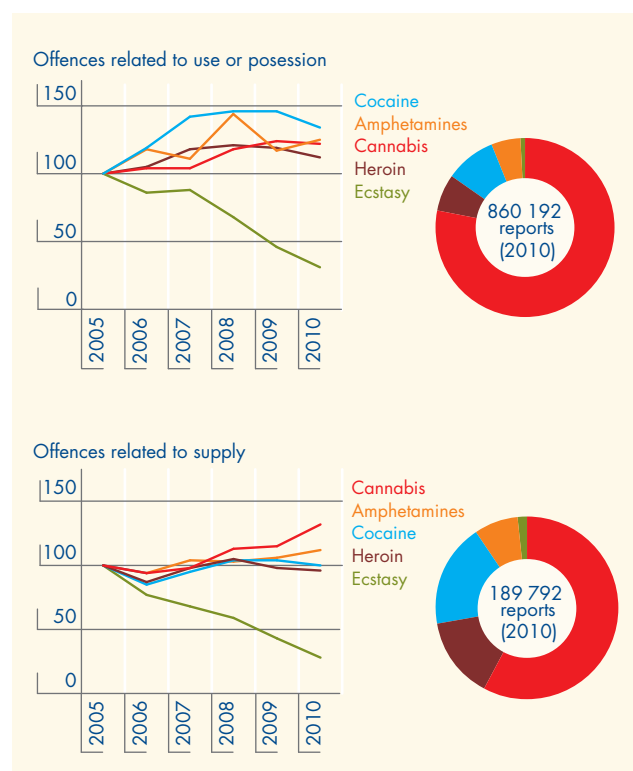 Offences related to use or posession
150
100
50
0
2005
2006
2007
2008
2009
2010
Cocaine
Amphetamines
Cannabis
Heroin
Ecstasy
860 192
reports
(2010)
Offences related to supply
150
100
50
0
2005
2006
2007
2008
2009
2010
Cannabis
Amphetamines
Cocaine
Heroin
Ecstasy
189 792
reports
(2010)